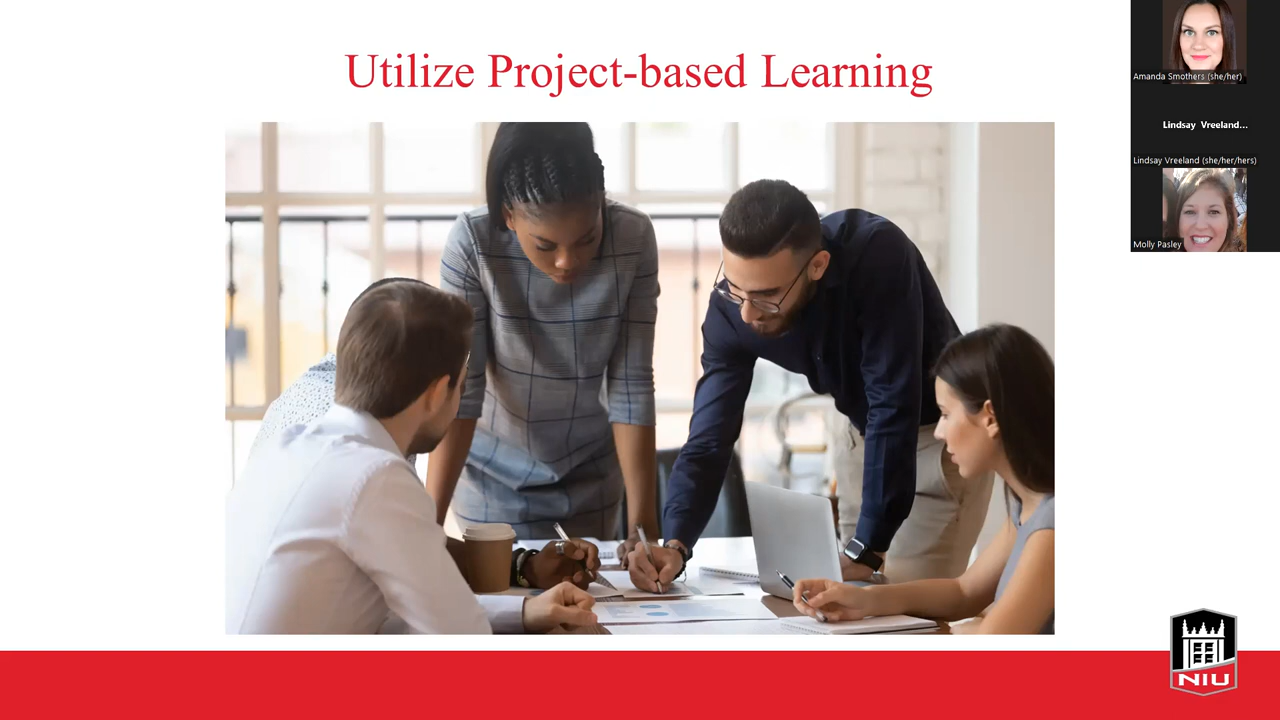 Utilize Project-based Learning
Amanda Smothers (she/her)
Lindsay Vreeland...
Lindsay Vreeland (she/her/hers)
Molly Pasley
NIU